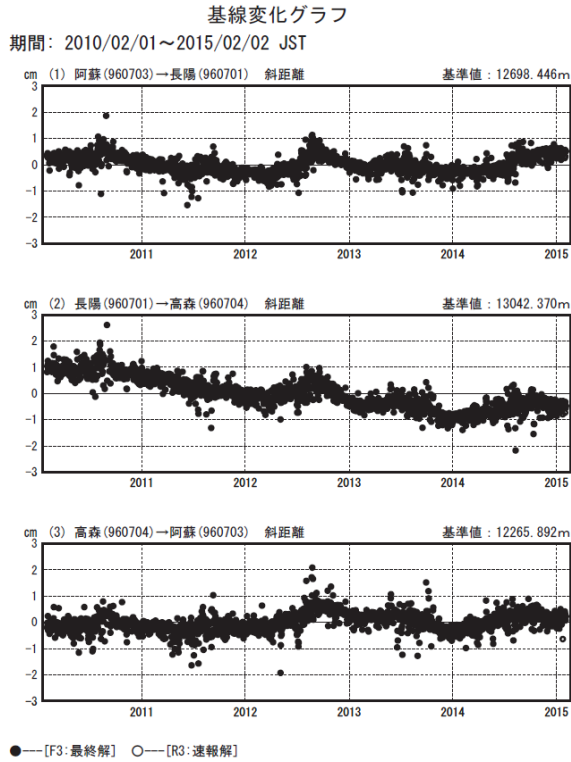 基線変化グラフ
期間: 2010/02/01～2015/02/02 JST
cm (1) 阿蘇(960703)→長陽(960701) 斜距離 基準値：12698.446m
3
2
1
0
-1
-2
-3
2011 2012 2013 2014 2015
cm (2) 長陽(960701)→高森(960704) 斜距離 基準値：13042.370m
3
2
1
0
-1
-2
-3
2011 2012 2013 2014 2015
cm (3) 高森(960704)→阿蘇(960703) 斜距離 基準値：12265.892m
3
2
1
0
-1
-2
-3
2011 2012 2013 2014 2015
●---[F3:最終解] ○---[R3:速報解]